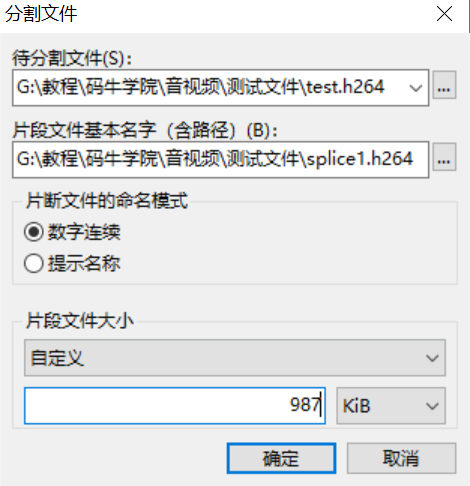 分割文件
待分割文件(S):
G:\教程\码牛学院\音视频\测试文件\test.h264
...
片段文件基本名字（含路径）(B):
G:\教程\码牛学院\音视频\测试文件\splice1.h264
...
片断文件的命名模式
数字连续
提示名称
片段文件大小
自定义
987 KiB
确定 取消